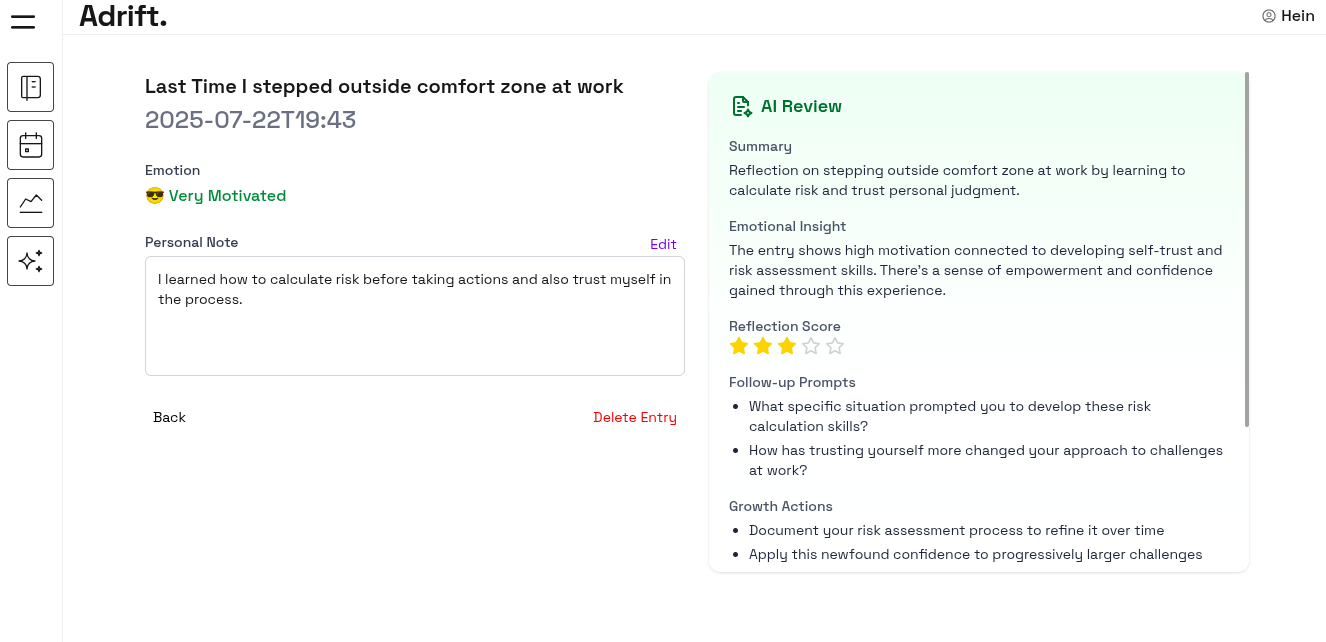 Adrift.
Hein
Last Time I stepped outside comfort zone at work
2025-07-22T19:43
Emotion
😎 Very Motivated
Personal Note
Edit
I learned how to calculate risk before taking actions and also trust myself in
the process.
Back
Delete Entry
AI Review
Summary
Reflection on stepping outside comfort zone at work by learning to
calculate risk and trust personal judgment.
Emotional Insight
The entry shows high motivation connected to developing self-trust and
risk assessment skills. There's a sense of empowerment and confidence
gained through this experience.
Reflection Score
Follow-up Prompts
• What specific situation prompted you to develop these risk
calculation skills?
• How has trusting yourself more changed your approach to challenges
at work?
Growth Actions
• Document your risk assessment process to refine it over time
• Apply this newfound confidence to progressively larger challenges